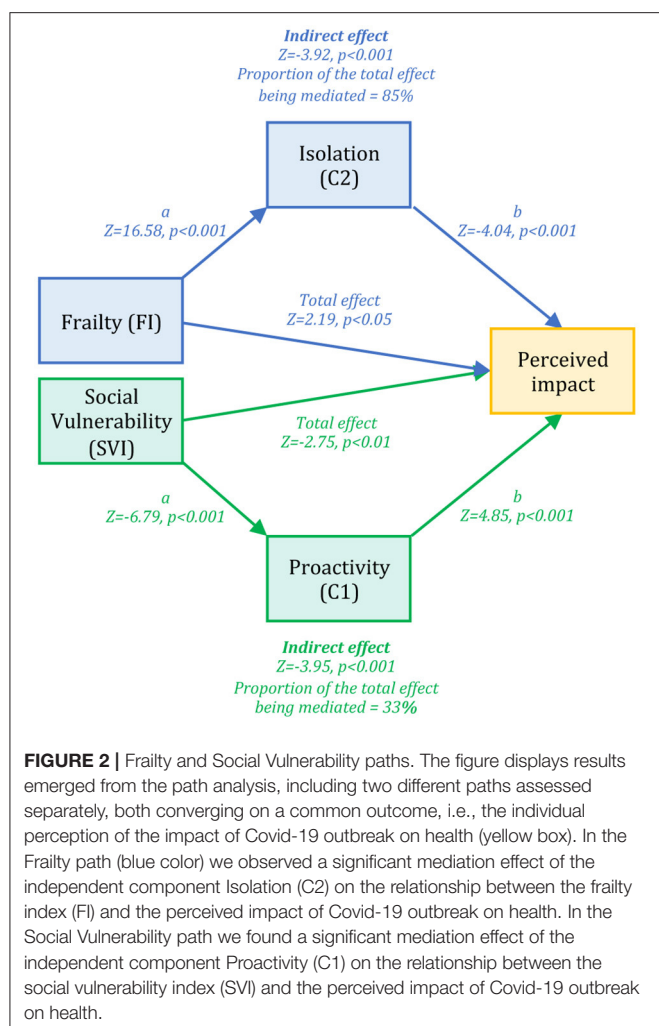 Indirect effect
Z=-3.92, p<0.001
Proportion of the total effect
being mediated = 85%
Isolation
(C2)
a
Z=16.58, p<0.001
b
Z=-4.04, p<0.001
Frailty (FI)
Total effect
Z=2.19, p<0.05
Perceived
impact
Social
Vulnerability
(SVI)
Total effect
Z=-2.75, p<0.01
a
Z=-6.79, p<0.001
b
Z=4.85, p<0.001
Proactivity
(C1)
Indirect effect
Z=-3.95, p<0.001
Proportion of the total effect
being mediated = 33%
FIGURE 2 | Frailty and Social Vulnerability paths. The figure displays results
emerged from the path analysis, including two different paths assessed
separately, both converging on a common outcome, i.e., the individual
perception of the impact of Covid-19 outbreak on health (yellow box). In the
Frailty path (blue color) we observed a significant mediation effect of the
independent component Isolation (C2) on the relationship between the frailty
index (FI) and the perceived impact of Covid-19 outbreak on health. In the
Social Vulnerability path we found a significant mediation effect of the
independent component Proactivity (C1) on the relationship between the
social vulnerability index (SVI) and the perceived impact of Covid-19 outbreak
on health.